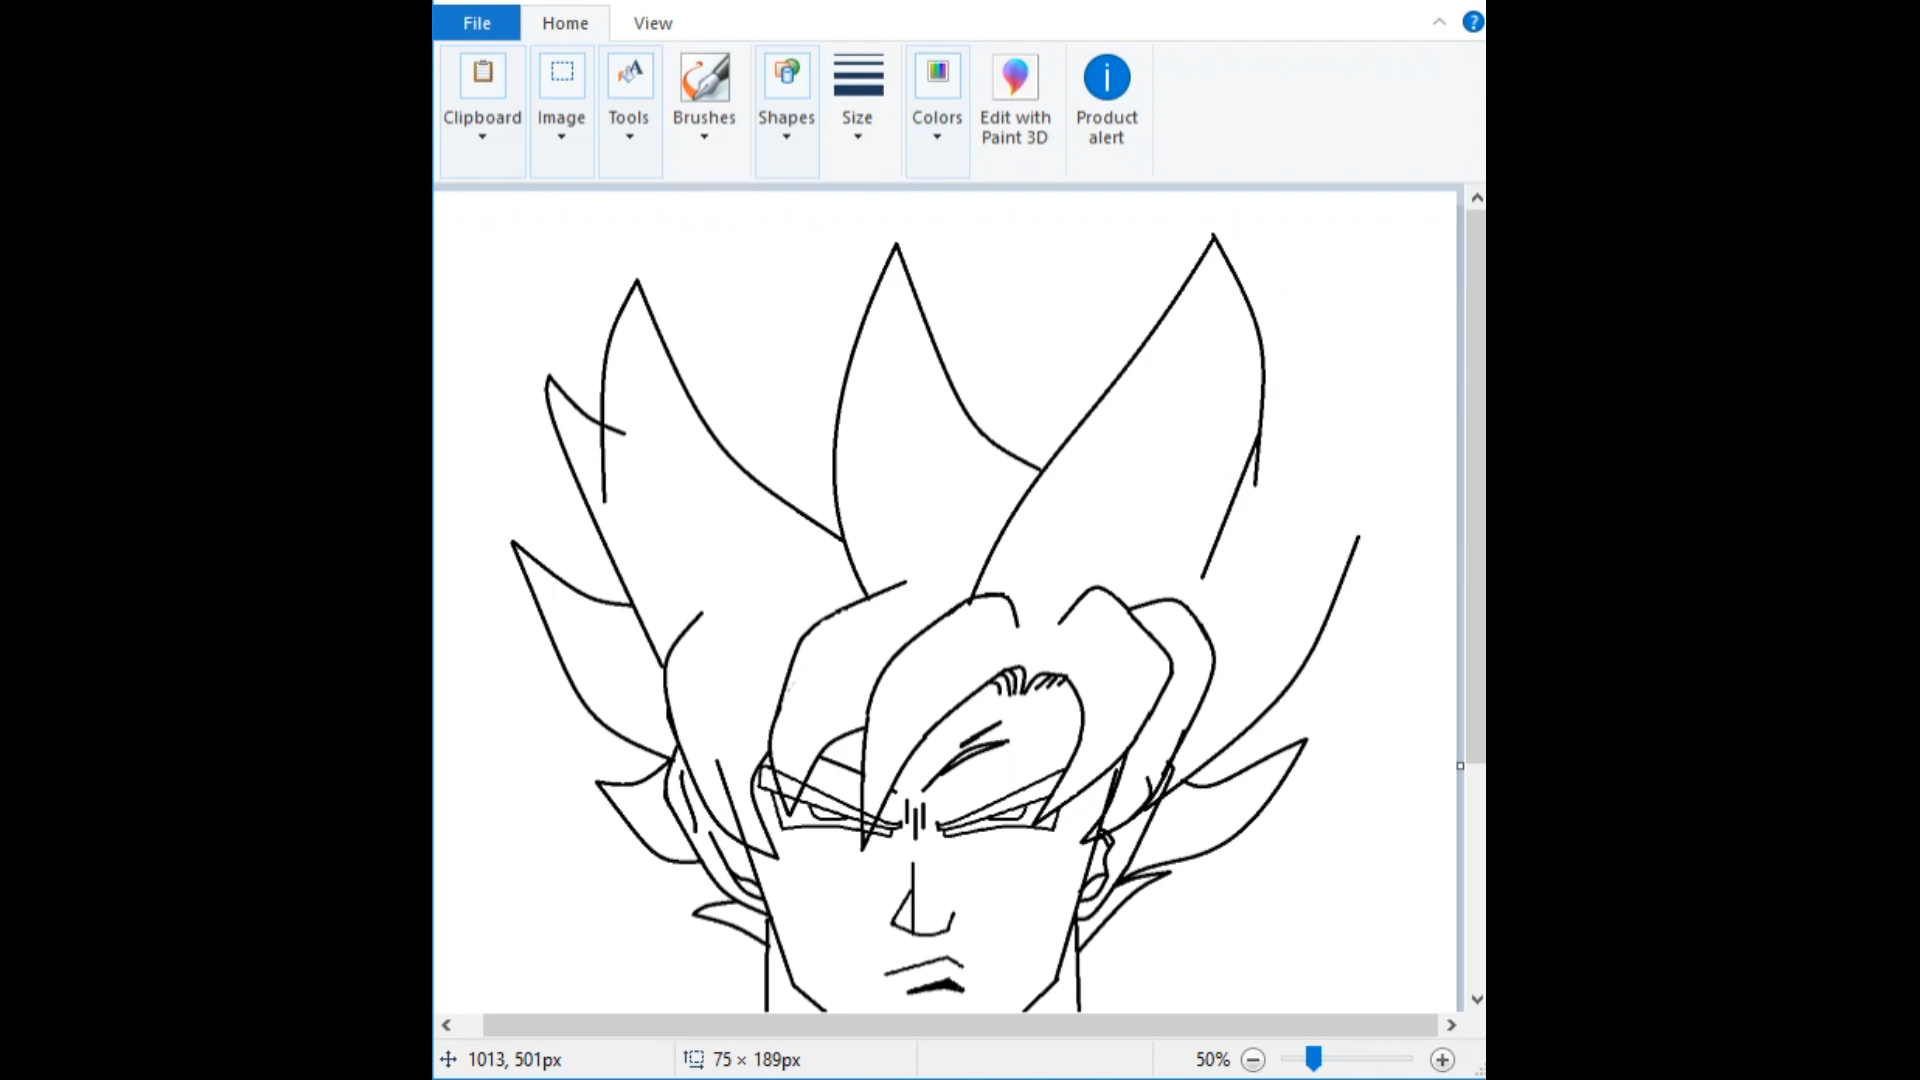 File Home View
Clipboard Image Tools Brushes Shapes Size Colors Edit with Paint 3D Product alert
1013, 501px 75 × 189px 50%